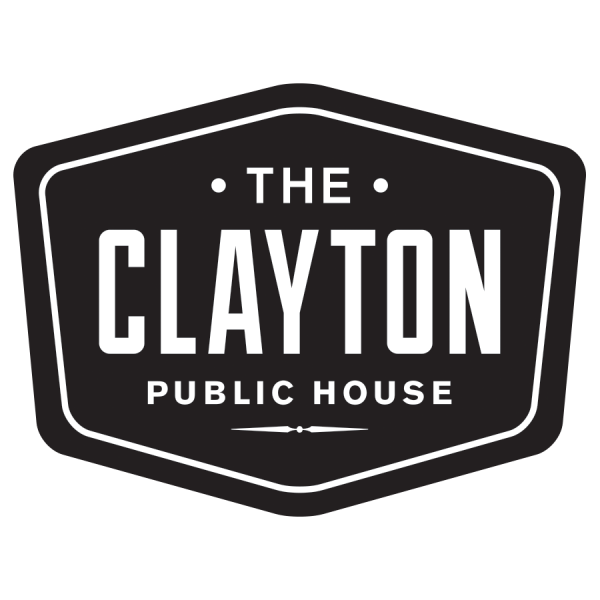 • THE •
CLAYTON
PUBLIC HOUSE